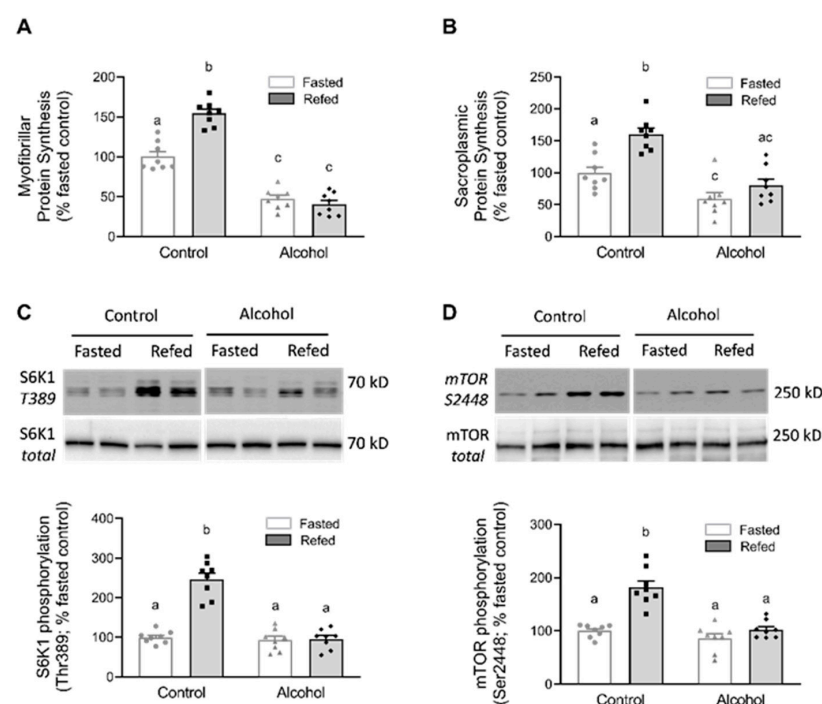 A
Myofibrillar
Protein Synthesis
(% fasted control)
200
150
100
50
0
a
b
c
c
Fasted
Refed
Control
Alcohol
B
Sacroplasmic
Protein Synthesis
(% fasted control)
250
200
150
100
50
0
a
b
c
ac
Fasted
Refed
Control
Alcohol
C
Control
Alcohol
Fasted
Refed
Fasted
Refed
S6K1
T389
70 kD
S6K1
total
70 kD
S6K1 phosphorylation
(Thr389; % fasted control)
400
300
200
100
0
a
b
a
a
Fasted
Refed
Control
Alcohol
D
Control
Alcohol
Fasted
Refed
Fasted
Refed
mTOR
S2448
250 kD
mTOR
total
250 kD
mTOR phosphorylation
(Ser2448; % fasted control)
300
200
100
0
a
b
a
a
Fasted
Refed
Control
Alcohol